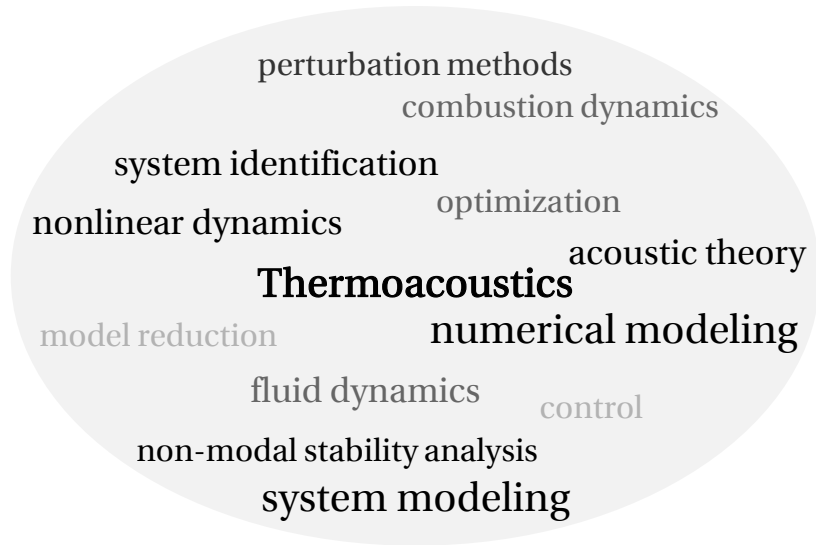 perturbation methods
combustion dynamics
system identification
optimization
nonlinear dynamics
acoustic theory
Thermoacoustics
numerical modeling
model reduction
fluid dynamics
control
non-modal stability analysis
system modeling